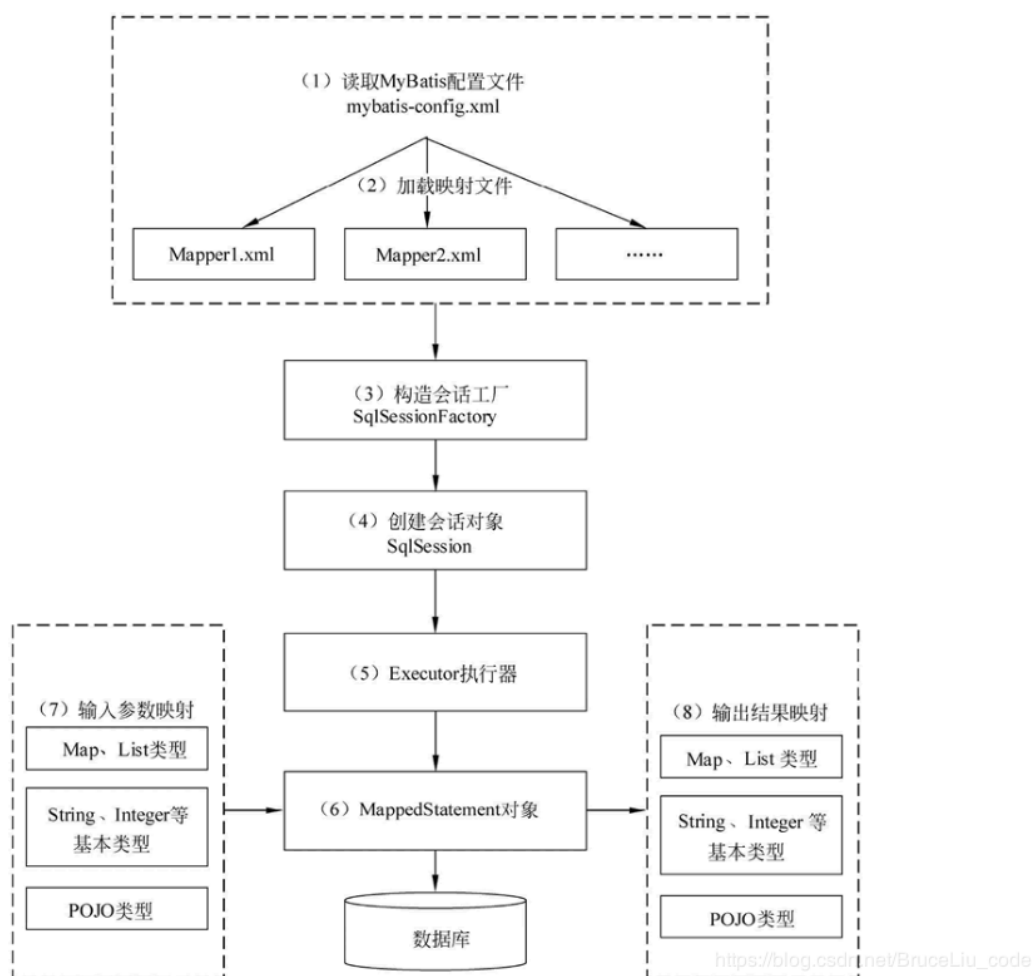 （1）读取MyBatis配置文件
mybatis-config.xml
（2）加载映射文件
Mapper1.xml
Mapper2.xml
……
（3）构造会话工厂
SqlSessionFactory
（4）创建会话对象
SqlSession
（5）Executor执行器
（7）输入参数映射
Map、List类型
String、Integer等
基本类型
POJO类型
（6）MappedStatement对象
数据库
（8）输出结果映射
Map、List 类型
String、Integer 等
基本类型
POJO类型
https://blog.csdn.net/BruceLiu_code